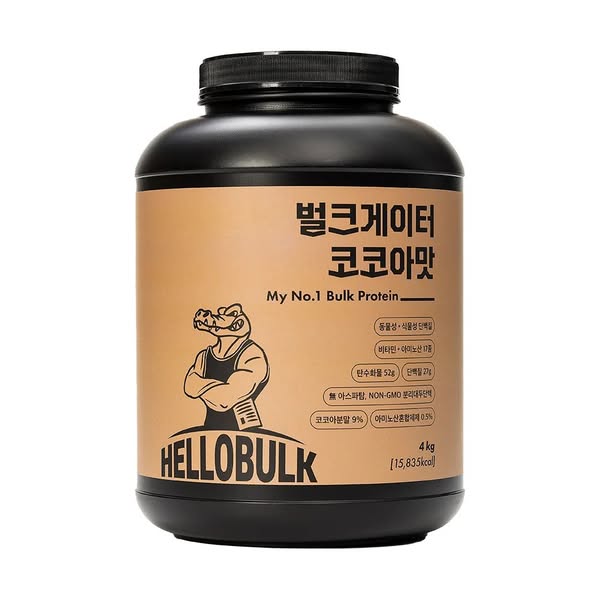 벌크게이터
코코아맛
My No.1 Bulk Protein
동물성・식물성 단백질
비타민・아미노산 17종
탄수화물 52g 단백질 27g
無 아스파탐, NON-GMO 분리대두단백
코코아분말 9% 아미노산혼합제제 0.5%
4 kg
[15,835kcal]
HELLOBULK